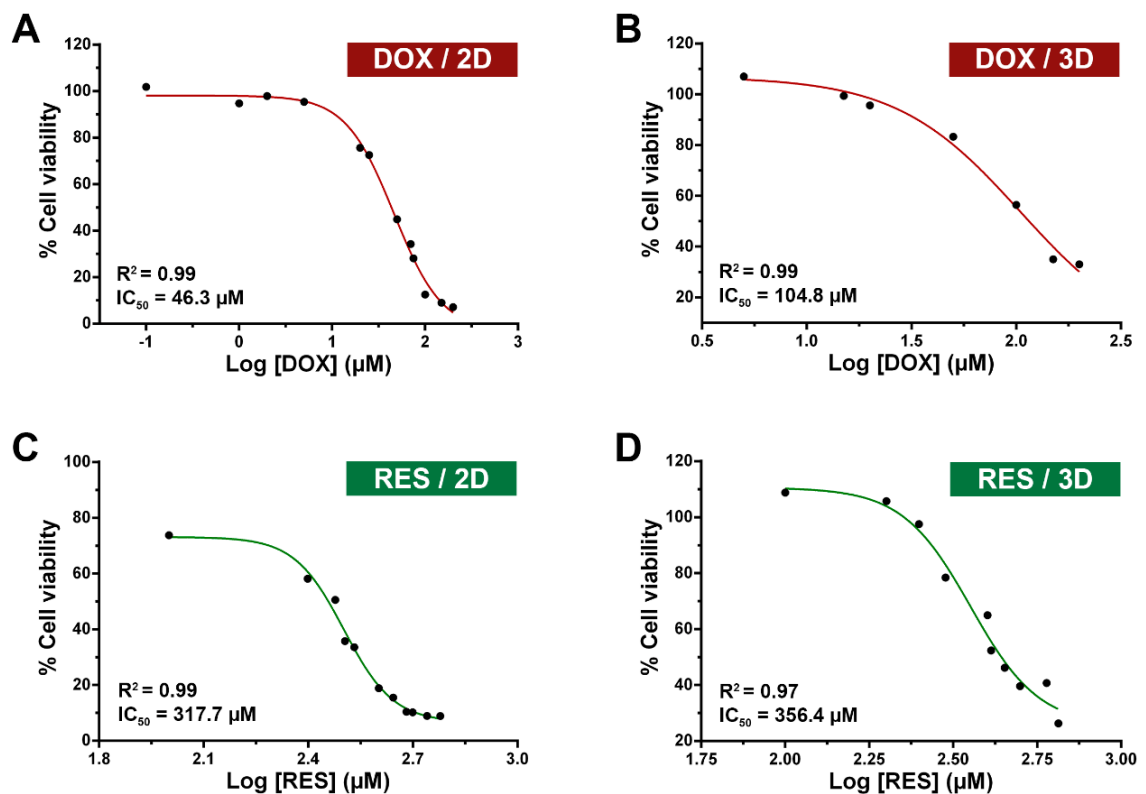 A
DOX / 2D
120
100
80
60
40
20
0
% Cell viability
R² = 0.99
IC₅₀ = 46.3 µM
-1
0
1
2
3
Log [DOX] (µM)
B
DOX / 3D
120
100
80
60
40
20
% Cell viability
R² = 0.99
IC₅₀ = 104.8 µM
0.5
1.0
1.5
2.0
2.5
Log [DOX] (µM)
C
RES / 2D
100
80
60
40
20
0
% Cell viability
R² = 0.99
IC₅₀ = 317.7 µM
1.8
2.1
2.4
2.7
3.0
Log [RES] (µM)
D
RES / 3D
120
100
80
60
40
20
% Cell viability
R² = 0.97
IC₅₀ = 356.4 µM
1.75
2.00
2.25
2.50
2.75
3.00
Log [RES] (µM)